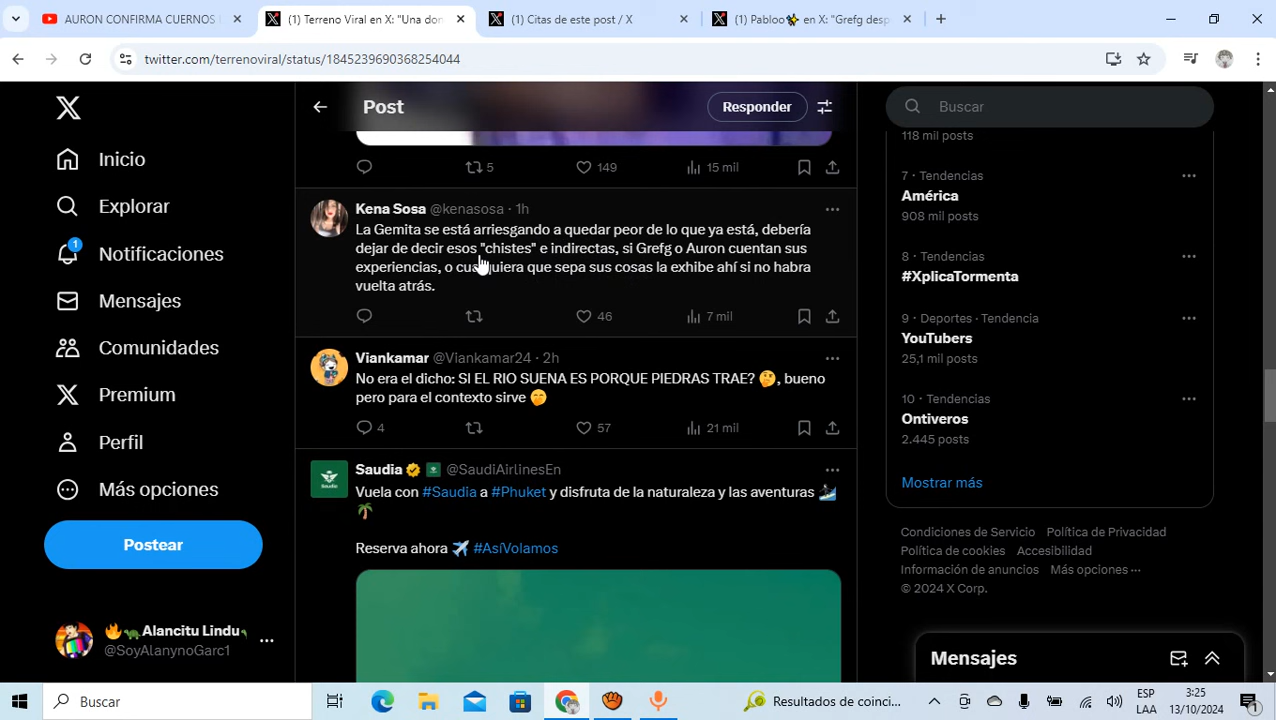 AURON CONFIRMA CUERNOS
(1) Terreno Viral en X: "Una don
(1) Citas de este post / X
(1) Pabloo en X: "Grefg desp
twitter.com/terrenoviral/status/1845239690368254044
Inicio
Explorar
1
Notificaciones
Mensajes
Comunidades
Premium
Perfil
Más opciones
Postear
🔥🐢Alancitu Lindu
@SoyAlanynoGarc1
Post
Responder
5
149
15 mil
Kena Sosa @kenasosa · 1h
La Gemita se está arriesgando a quedar peor de lo que ya está, debería
dejar de decir esos "chistes" e indirectas, si Grefg o Auron cuentan sus
experiencias, o cualquiera que sepa sus cosas la exhibe ahí si no habra
vuelta atrás.
46
7 mil
Viankamar @Viankamar24 · 2h
No era el dicho: SI EL RIO SUENA ES PORQUE PIEDRAS TRAE? 🤔, bueno
pero para el contexto sirve 🤭
4
57
21 mil
Saudia @SaudiAirlinesEn
Vuela con #Saudia a #Phuket y disfruta de la naturaleza y las aventuras
🌴
Reserva ahora ✈️ #AsíVolamos
Buscar
118 mil posts
7 · Tendencias
América
908 mil posts
8 · Tendencias
#XplicaTormenta
9 · Deportes · Tendencia
YouTubers
25,1 mil posts
10 · Tendencias
Ontiveros
2.445 posts
Mostrar más
Condiciones de Servicio Política de Privacidad
Política de cookies Accesibilidad
Información de anuncios Más opciones ···
© 2024 X Corp.
Mensajes
Buscar
Resultados de coinci...
ESP
LAA
3:25
13/10/2024
1